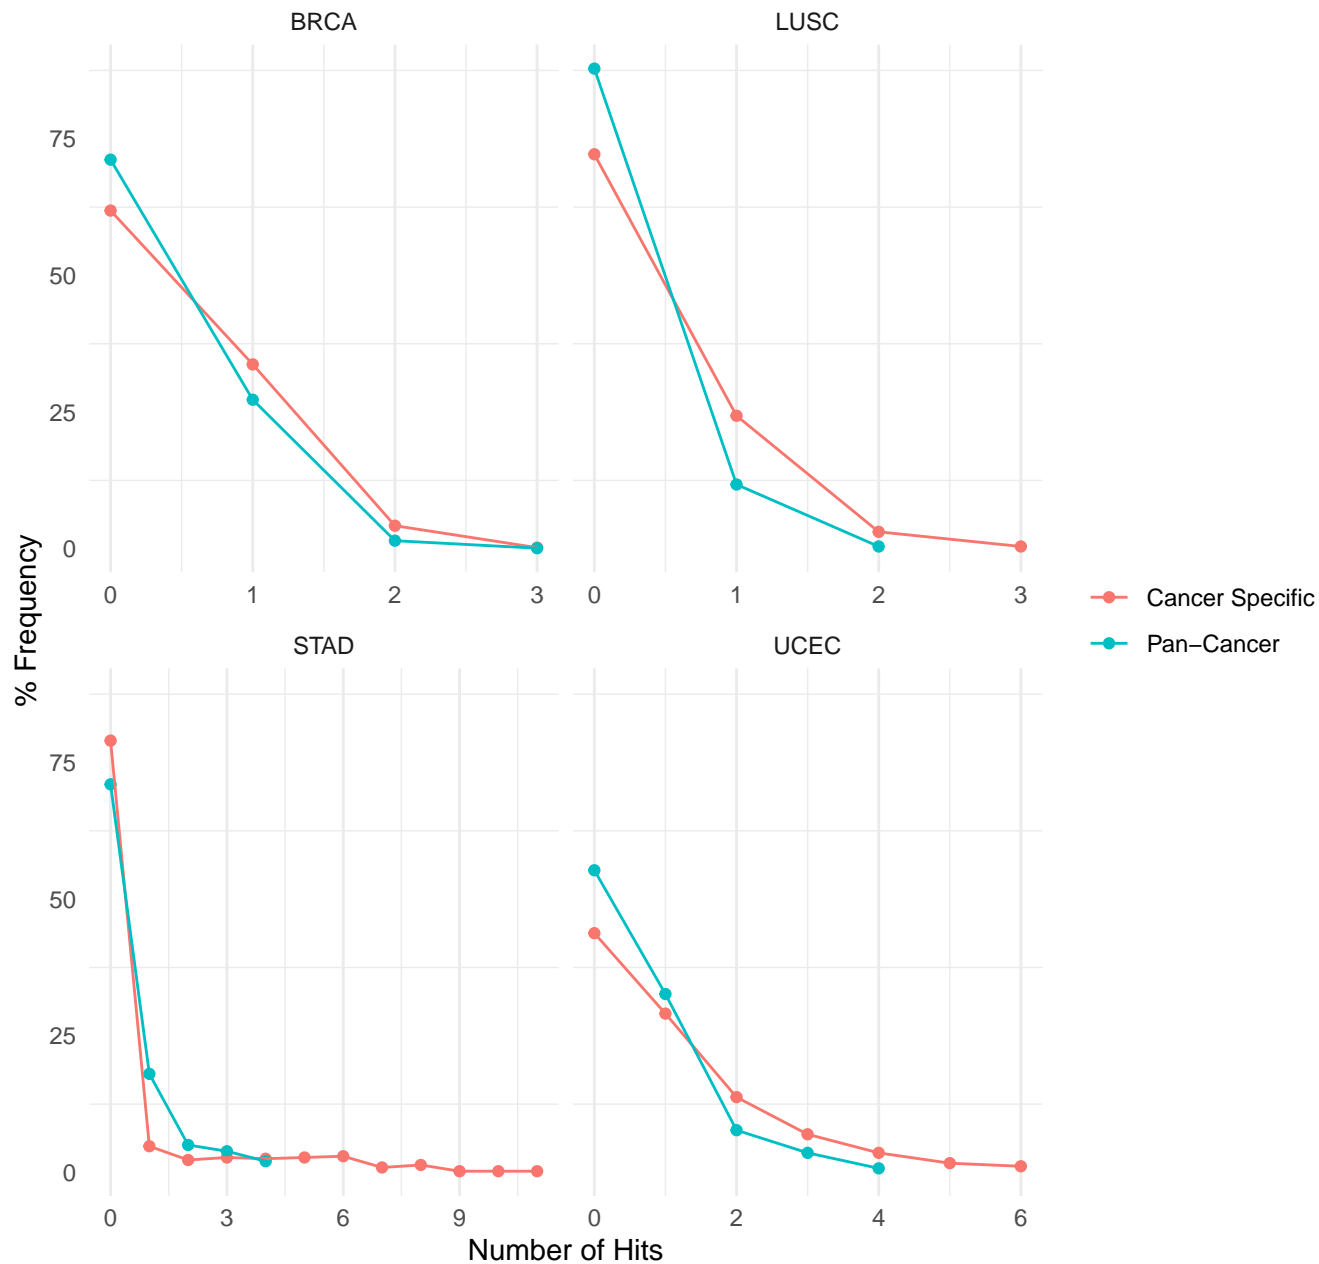 BRCA
LUSC
75
50
25
0
0 1 2 3
0 1 2 3
STAD
UCEC
75
50
25
0
0 3 6 9
0 2 4 6
% Frequency
Number of Hits
Cancer Specific
Pan−Cancer